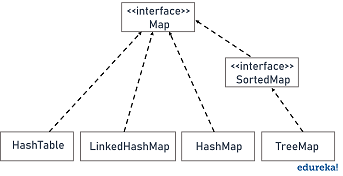 <<interface>>
Map
<<interface>>
SortedMap
HashTable
LinkedHashMap
HashMap
TreeMap
edureka!